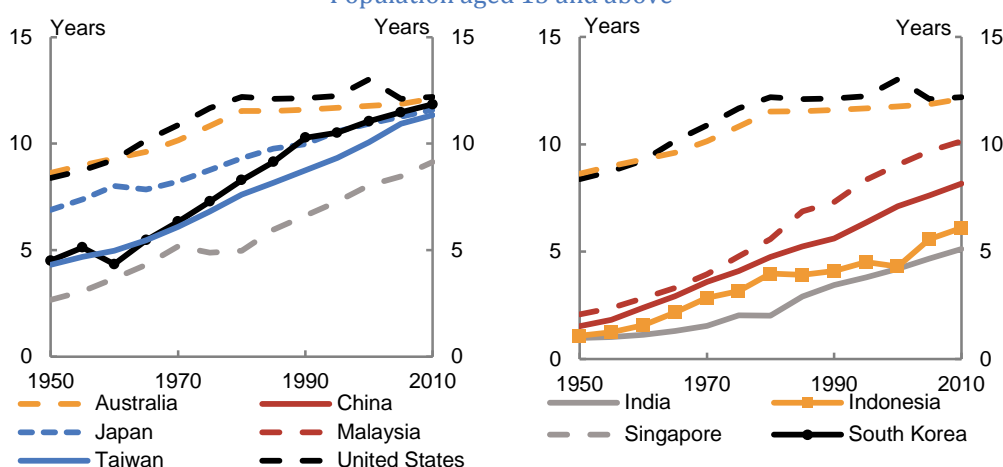 Years Years
15 15 15 15
10 10 10 10
5 5 5 5
0 0 0 0
1950 1970 1990 2010 1950 1970 1990 2010
Australia China India Indonesia
Japan Malaysia Singapore South Korea
Taiwan United States